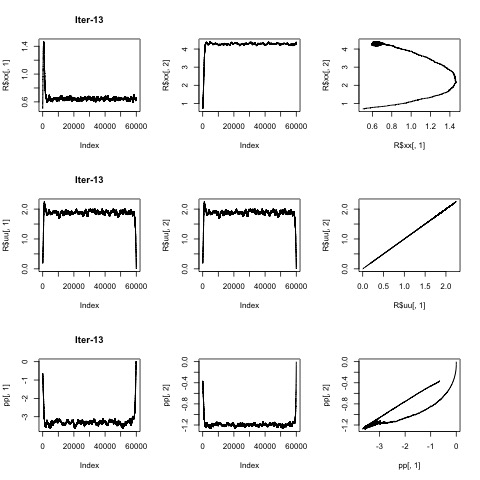 Iter-13
R$xx[, 1]
0.6 1.0 1.4
0 20000 40000 60000
Index
R$xx[, 2]
1 2 3 4
0 20000 40000 60000
Index
R$xx[, 2]
1 2 3 4
0.6 0.8 1.0 1.2 1.4
R$xx[, 1]
Iter-13
R$uu[, 1]
0.0 1.0 2.0
0 20000 40000 60000
Index
R$uu[, 2]
0.0 1.0 2.0
0 20000 40000 60000
Index
R$uu[, 2]
0.0 1.0 2.0
0.0 0.5 1.0 1.5 2.0
R$uu[, 1]
Iter-13
pp[, 1]
-3 -2 -1 0
0 20000 40000 60000
Index
pp[, 2]
-1.2 -0.8 -0.4 0.0
0 20000 40000 60000
Index
pp[, 2]
-1.2 -0.8 -0.4 0.0
-3 -2 -1 0
pp[, 1]